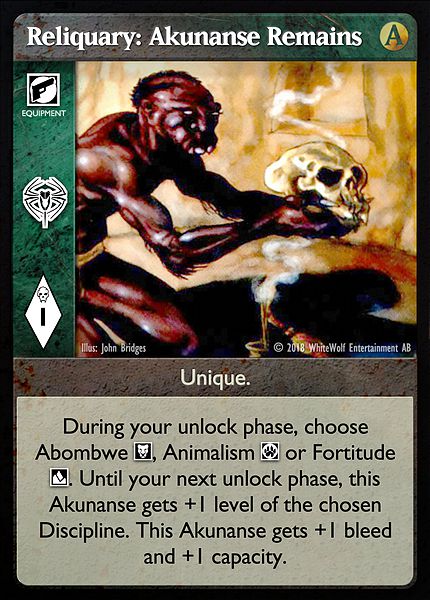 Reliquary: Akunanse Remains
A
EQUIPMENT
1
Illus: John Bridges
© 2018 WhiteWolf Entertainment AB
Unique.
During your unlock phase, choose
Abombwe, Animalism or Fortitude
. Until your next unlock phase, this
Akunanse gets +1 level of the chosen
Discipline. This Akunanse gets +1 bleed
and +1 capacity.